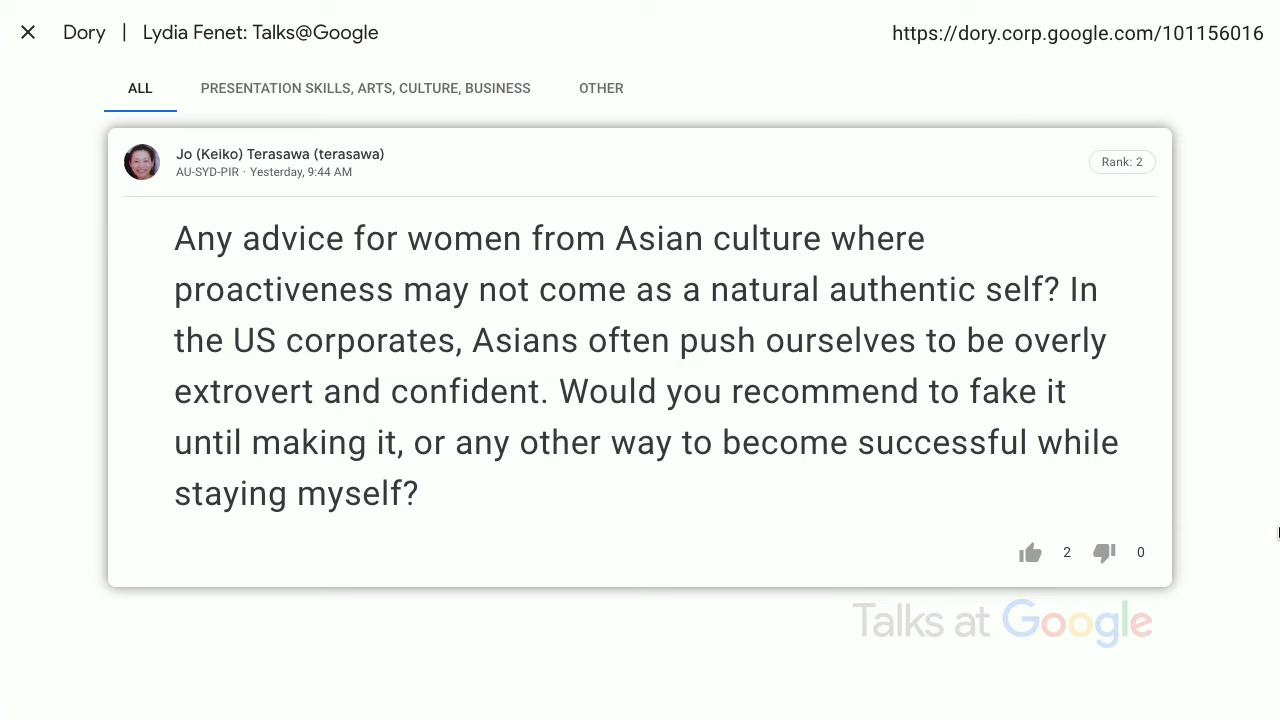 Dory | Lydia Fenet: Talks@Google
https://dory.corp.google.com/101156016
ALL PRESENTATION SKILLS, ARTS, CULTURE, BUSINESS OTHER
Jo (Keiko) Terasawa (terasawa)
AU-SYD-PIR · Yesterday, 9:44 AM
Rank: 2
Any advice for women from Asian culture where
proactiveness may not come as a natural authentic self? In
the US corporates, Asians often push ourselves to be overly
extrovert and confident. Would you recommend to fake it
until making it, or any other way to become successful while
staying myself?
2 0
Talks at Google